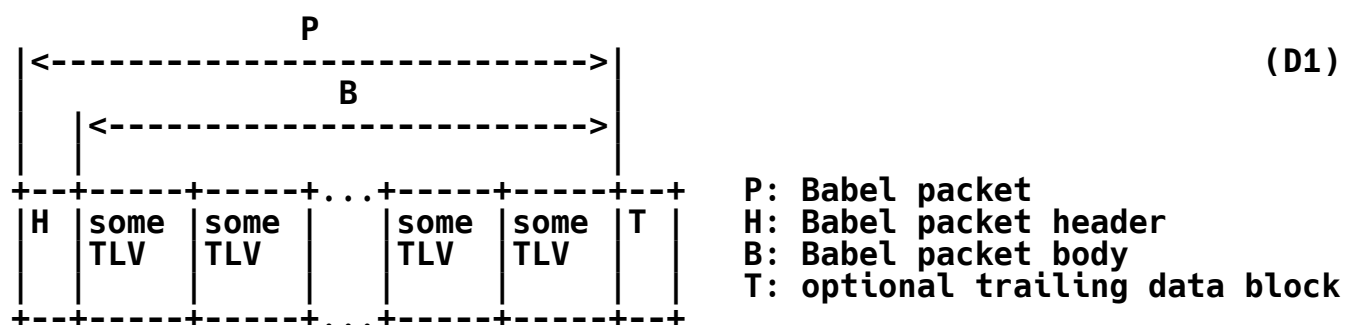 P
|<----------------------------->|                                 (D1)
|                B              |
|  |<-------------------------->|
|  |                            |
+--+-----+-----+...+-----+-----+--+   P: Babel packet
|H |some |some |   |some |some |T |   H: Babel packet header
|  |TLV  |TLV  |   |TLV  |TLV  |  |   B: Babel packet body
|  |     |     |   |     |     |  |   T: optional trailing data block
+--+-----+-----+...+-----+-----+--+